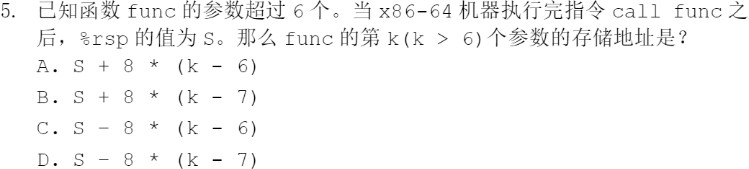 5. 已知函数 func 的参数超过 6 个。当 x86-64 机器执行完指令 call func 之
后，%rsp 的值为 S。那么 func 的第 k(k > 6)个参数的存储地址是？
A. S + 8 * (k - 6)
B. S + 8 * (k - 7)
C. S - 8 * (k - 6)
D. S - 8 * (k - 7)